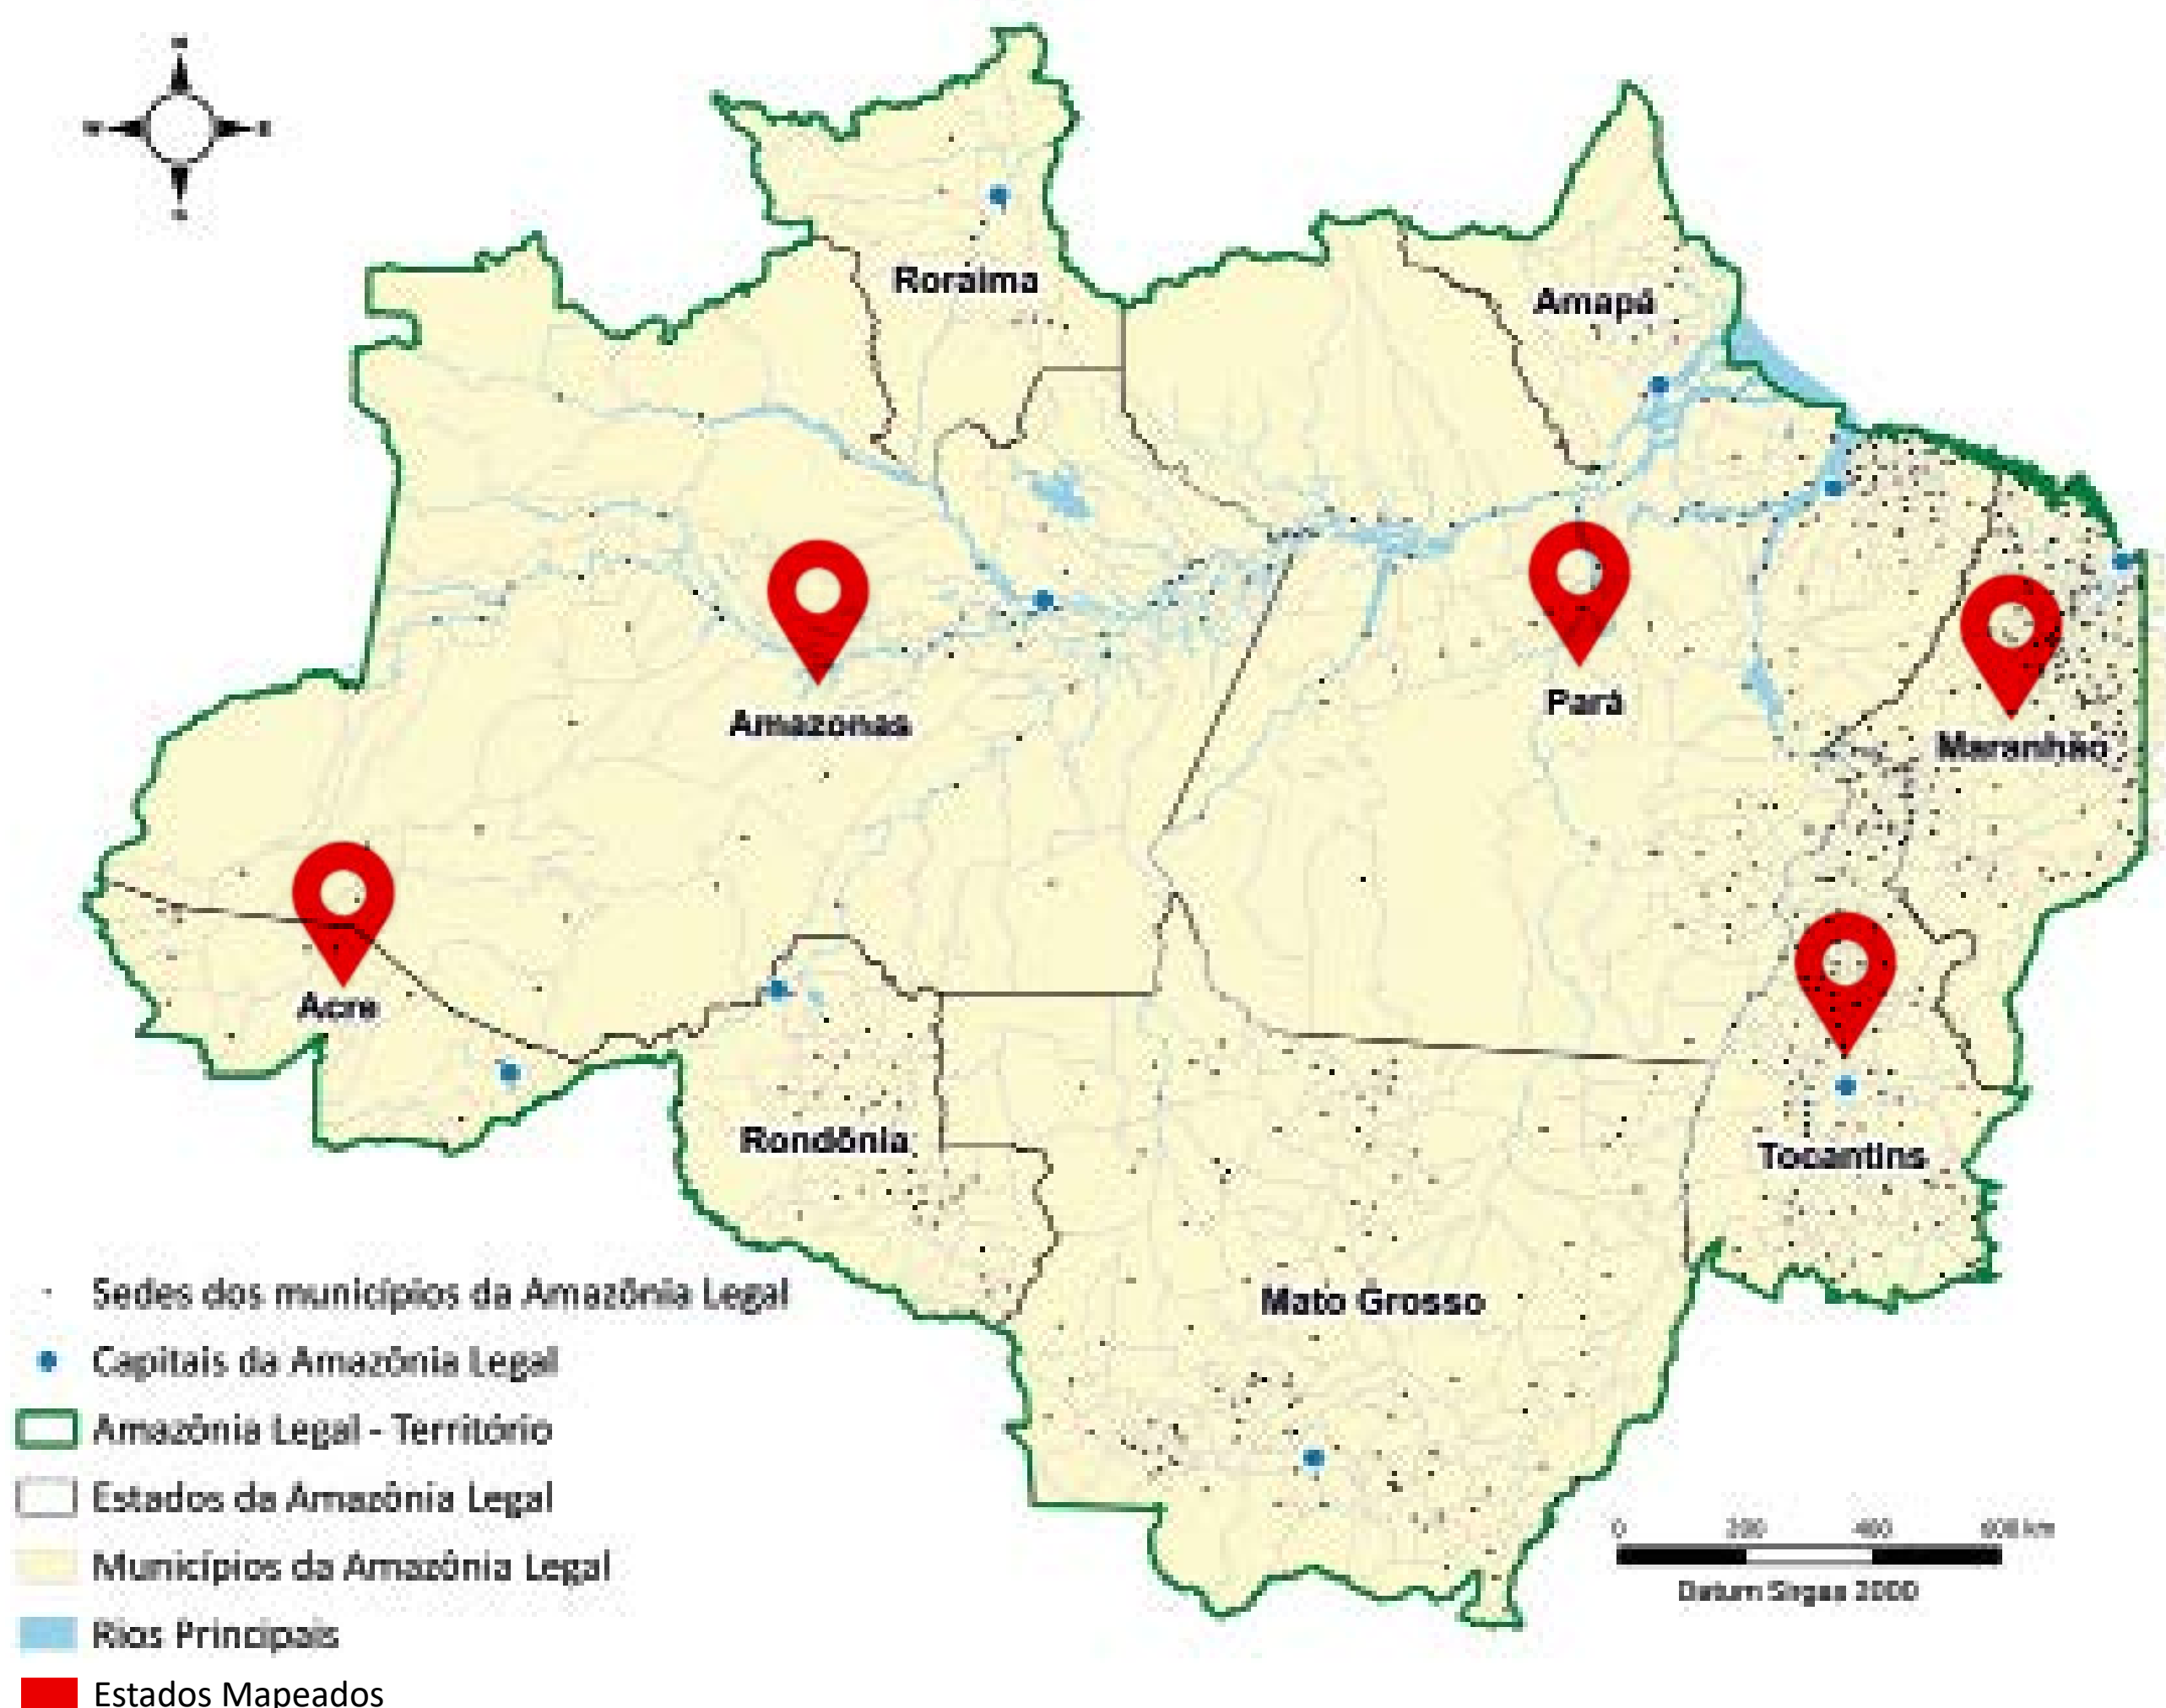 Roraima
Amapá
Amazonas
Pará
Maranhão
Acre
Rondônia
Tocantins
Mato Grosso
Sedes dos municípios da Amazônia Legal
Capitais da Amazônia Legal
Amazônia Legal - Território
Estados da Amazônia Legal
Municípios da Amazônia Legal
Rios Principais
Estados Mapeados
0 200 400 600 km
Datum Sirgas 2000